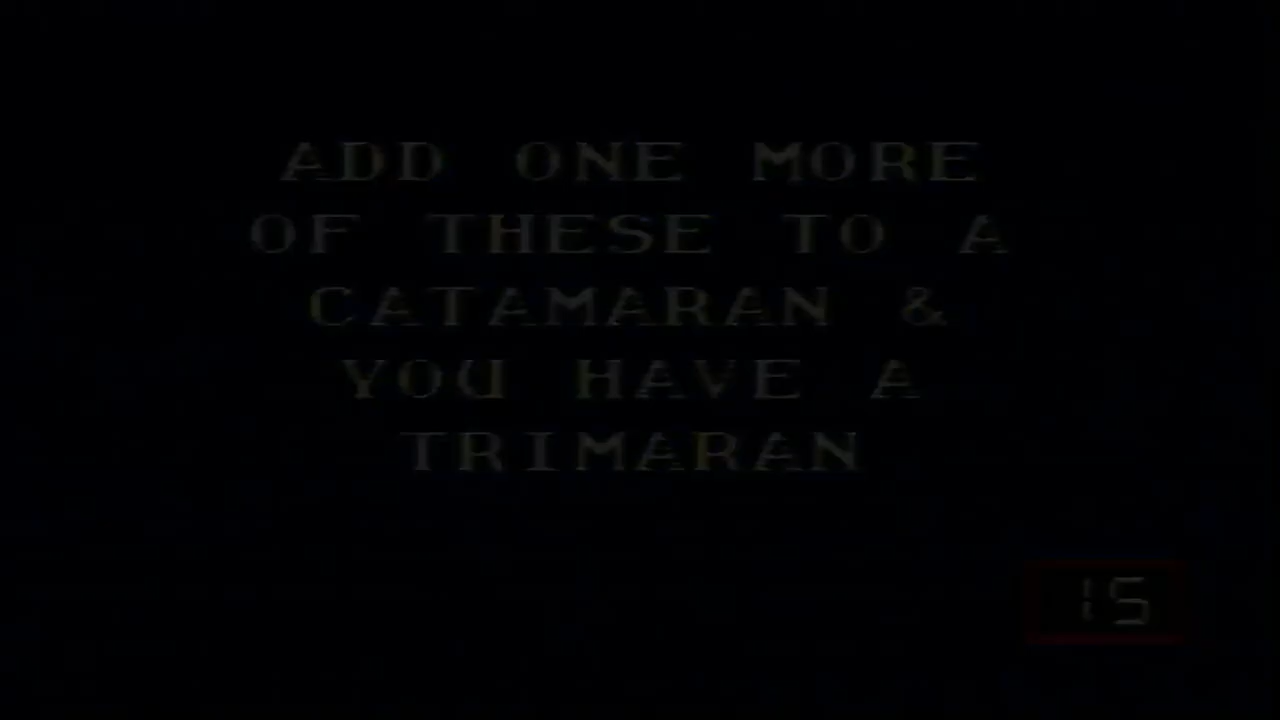 ADD ONE MORE
OF THESE TO A
CATAMARAN &
YOU HAVE A
TRIMARAN
15